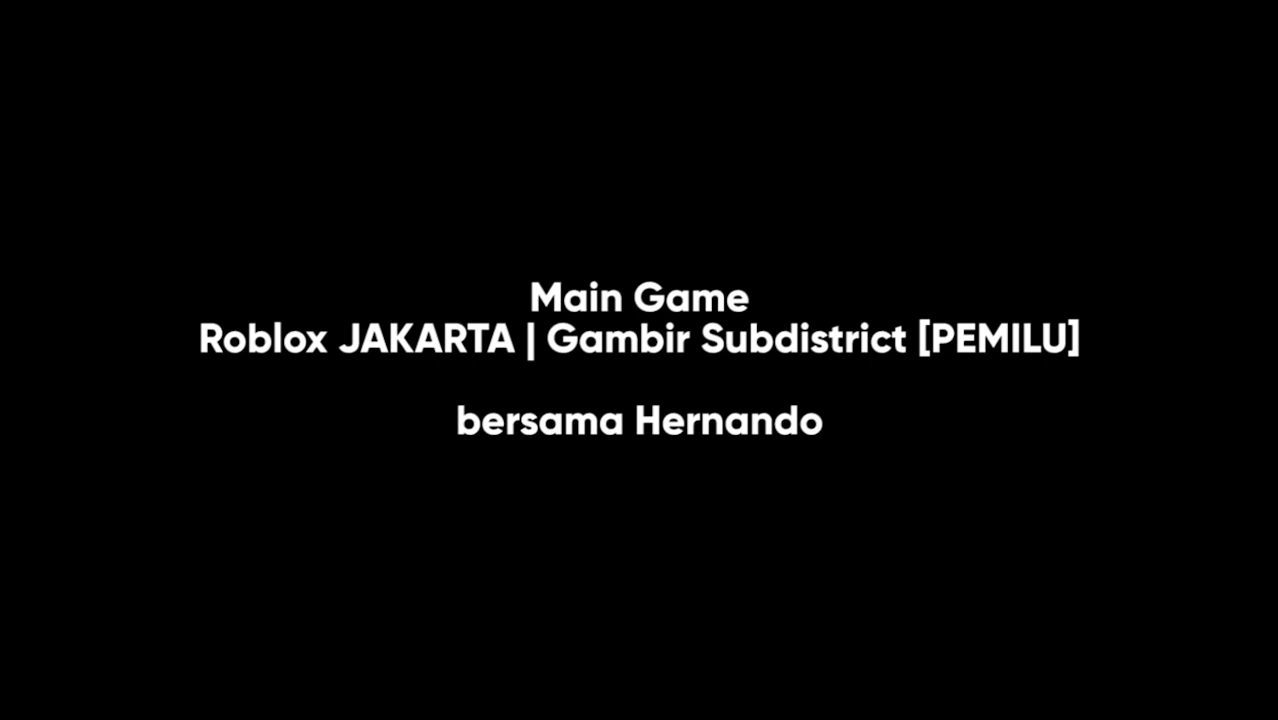 Main Game
Roblox JAKARTA | Gambir Subdistrict [PEMILU]
bersama Hernando